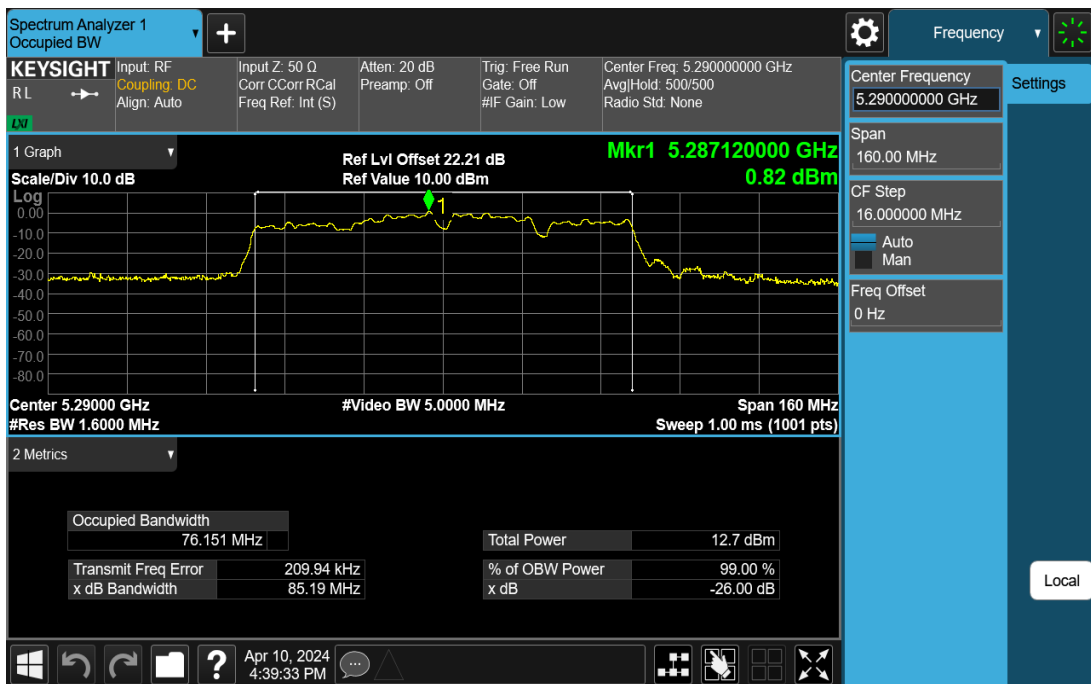 Spectrum Analyzer 1
Occupied BW
+
Frequency
KEYSIGHT
R L
LXI
Input: RF
Coupling: DC
Align: Auto
Input Z: 50 Ω
Corr CCorr RCal
Freq Ref: Int (S)
Atten: 20 dB
Preamp: Off
Trig: Free Run
Gate: Off
#IF Gain: Low
Center Freq: 5.290000000 GHz
Avg|Hold: 500/500
Radio Std: None
Center Frequency
5.290000000 GHz
Settings
Span
160.00 MHz
CF Step
16.000000 MHz
Auto
Man
Freq Offset
0 Hz
Local
1 Graph
Scale/Div 10.0 dB
Ref Lvl Offset 22.21 dB
Ref Value 10.00 dBm
Mkr1 5.287120000 GHz
0.82 dBm
Log
0.00
-10.0
-20.0
-30.0
-40.0
-50.0
-60.0
-70.0
-80.0
1
Center 5.29000 GHz
#Res BW 1.6000 MHz
#Video BW 5.0000 MHz
Span 160 MHz
Sweep 1.00 ms (1001 pts)
2 Metrics
Occupied Bandwidth
76.151 MHz
Total Power 12.7 dBm
Transmit Freq Error 209.94 kHz
% of OBW Power 99.00 %
x dB Bandwidth 85.19 MHz
x dB -26.00 dB
?
Apr 10, 2024
4:39:33 PM